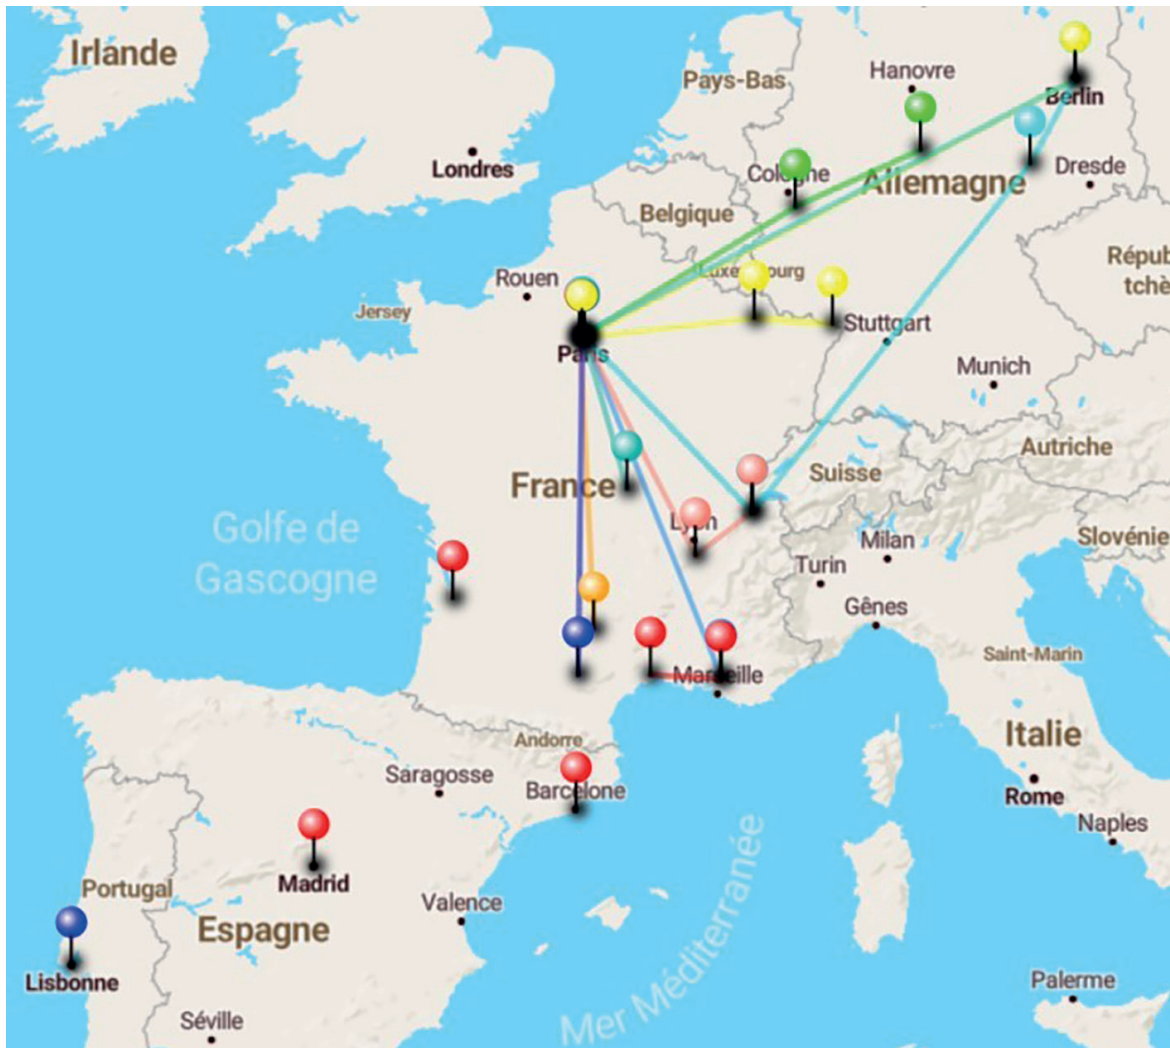 Irlande
Pays-Bas
Hanovre
Berlin
Londres
Cologne
Dresde
Allemagne
Belgique
Répub
tchè
Luxembourg
Rouen
Jersey
Stuttgart
Paris
Munich
Autriche
Suisse
France
Golfe de
Gascogne
Lyon
Slovénie
Milan
Turin
Gênes
Saint-Marin
Marseille
Italie
Andorre
Saragosse
Barcelone
Rome
Naples
Madrid
Portugal
Valence
Espagne
Mer Méditerranée
Lisbonne
Palerme
Séville